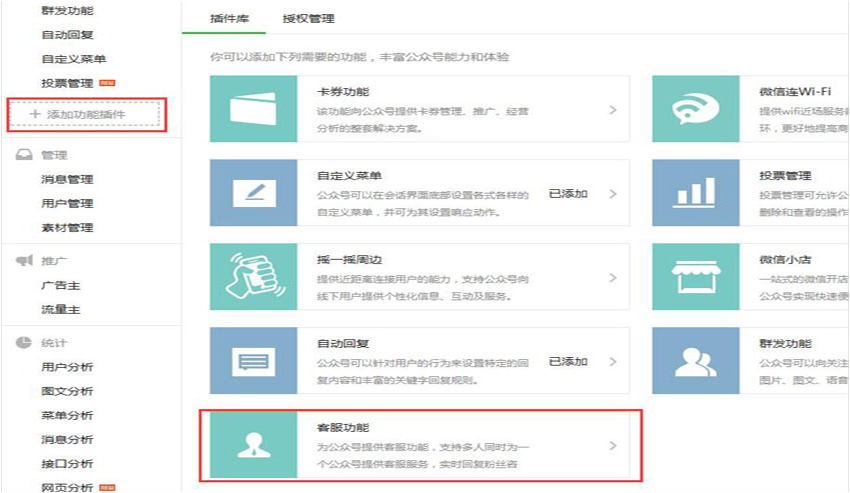 群发功能
自动回复
自定义菜单
投票管理
+ 添加功能插件
管理
消息管理
用户管理
素材管理
推广
广告主
流量主
统计
用户分析
图文分析
菜单分析
消息分析
接口分析
网页分析
插件库 授权管理
你可以添加下列需要的功能，丰富公众号能力和体验
卡券功能
该功能向公众号提供卡券管理、推广、经营
分析的整套解决方案。
微信连Wi-Fi
提供wifi近场服务
环，更好地提高商
自定义菜单
公众号可以在会话界面底部设置各式各样的
自定义菜单，并可为其设置响应动作。
已添加
投票管理
投票管理可允许公
删除和查看的操作
摇一摇周边
提供近距离连接用户的能力，支持公众号向
线下用户提供个性化信息、互动及服务。
微信小店
一站式的微信开店
公众号实现快速便
自动回复
公众号可以针对用户的行为来设置特定的回
复内容和丰富的关键字回复规则。
已添加
群发功能
公众号可以向关注
图片、图文、语音
客服功能
为公众号提供客服功能，支持多人同时为一
个公众号提供客服服务，实时回复粉丝咨